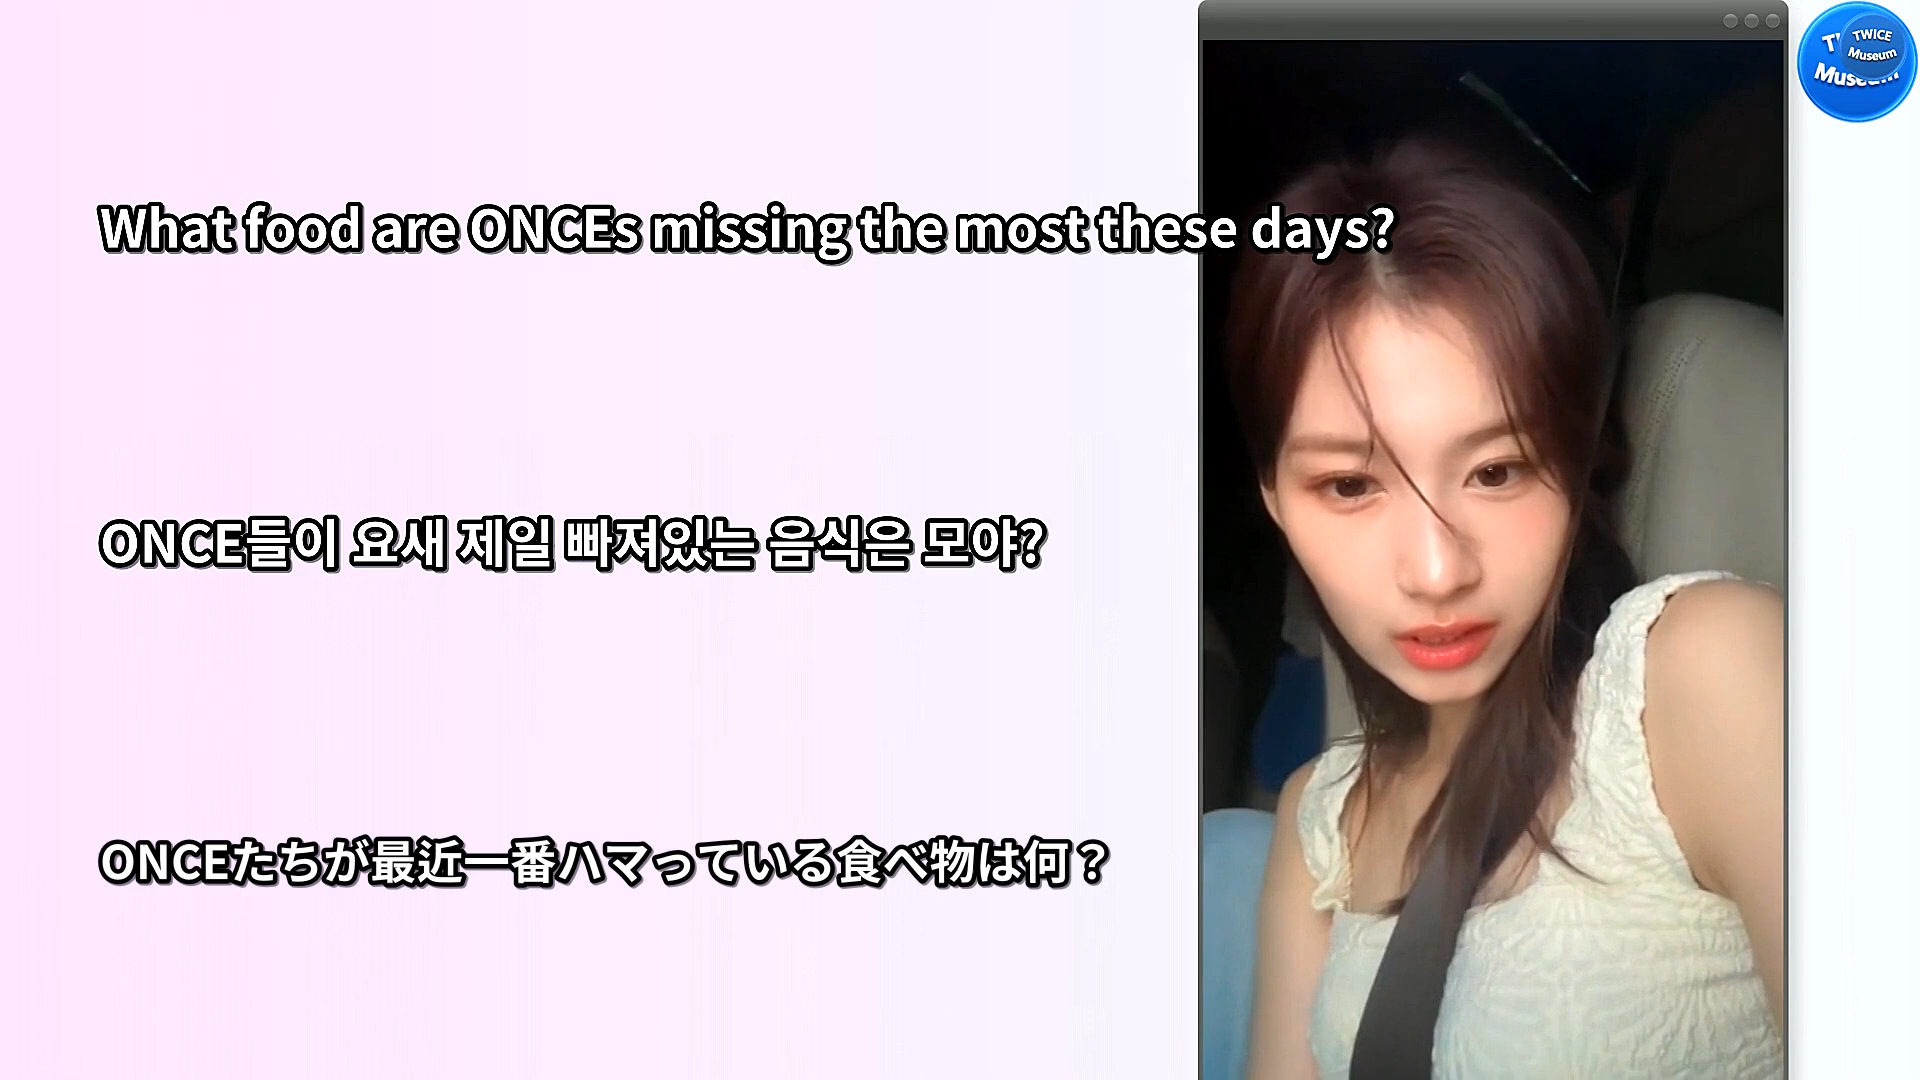 What food are ONCEs missing the most these days?
ONCE들이 요새 제일 빠져있는 음식은 모야?
ONCEたちが最近一番ハマっている食べ物は何？
TWICE
Museum